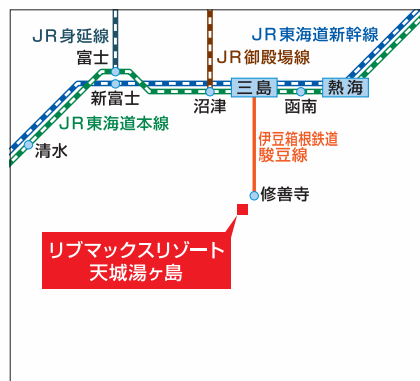 JR東海道新幹線
JR身延線
富士
JR御殿場線
三島
熱海
新富士
沼津
函南
JR東海道本線
清水
伊豆箱根鉄道
駿豆線
修善寺
リブマックスリゾート
天城湯ヶ島